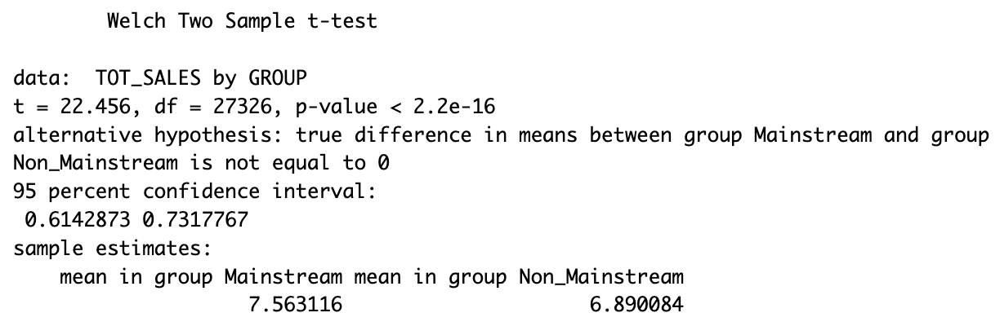 Welch Two Sample t-test
data:  TOT_SALES by GROUP
t = 22.456, df = 27326, p-value < 2.2e-16
alternative hypothesis: true difference in means between group Mainstream and group
Non_Mainstream is not equal to 0
95 percent confidence interval:
 0.6142873 0.7317767
sample estimates:
    mean in group Mainstream mean in group Non_Mainstream
                    7.563116                     6.890084